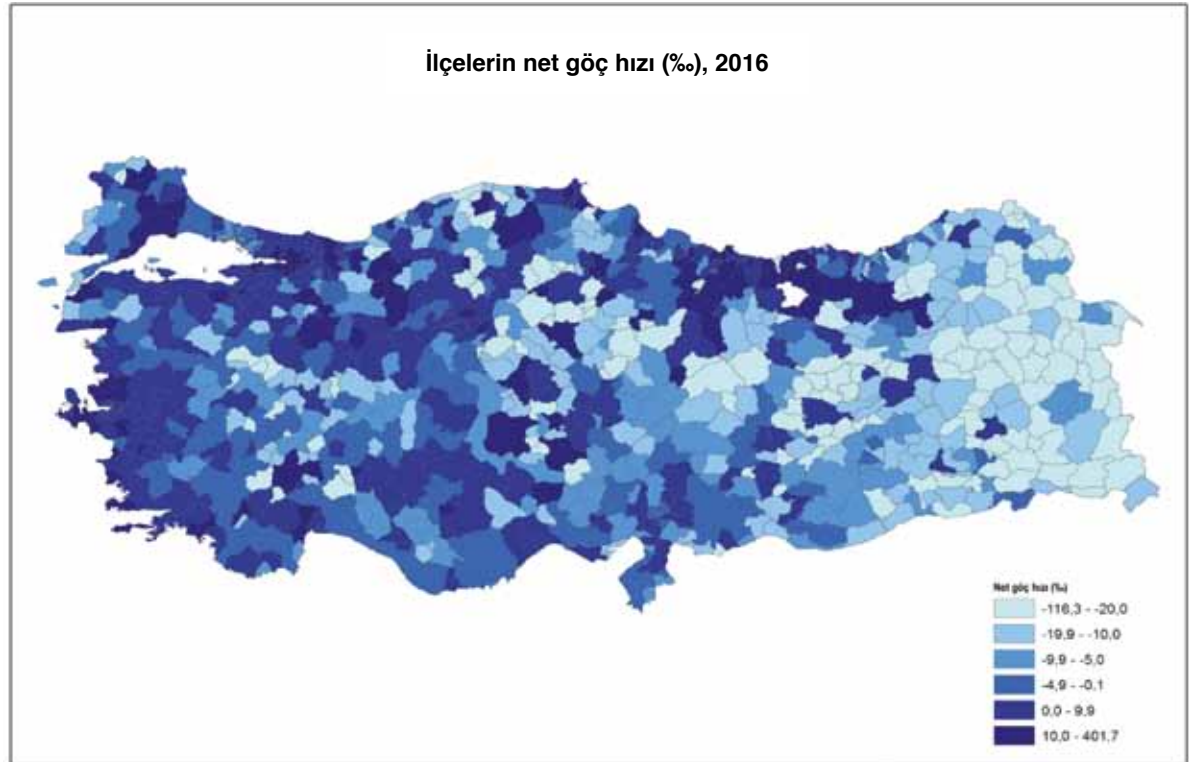 İlçelerin net göç hızı (‰), 2016
Net göç hızı (‰)
-116,3 - -20,0
-19,9 - -10,0
-9,9 - -5,0
-4,9 - -0,1
0,0 - 9,9
10,0 - 401,7